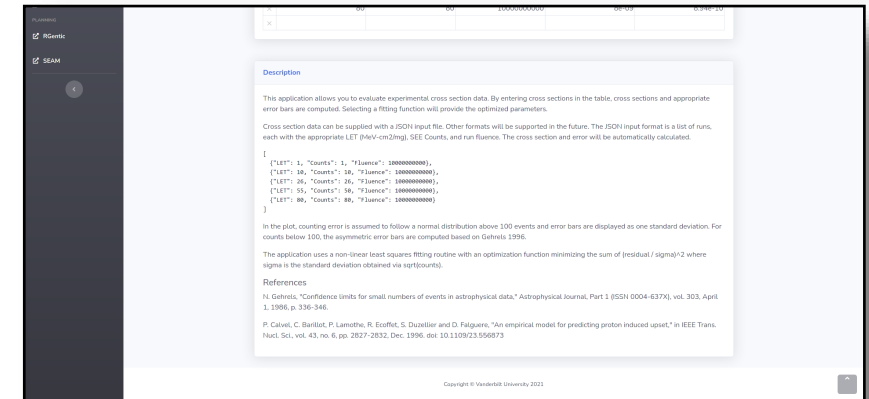 × 80 80 10000000000 8e-09 8.94e-10
×
PLANNING
RGentic
SEAM
Description
This application allows you to evaluate experimental cross section data. By entering cross sections in the table, cross sections and appropriate
error bars are computed. Selecting a fitting function will provide the optimized parameters.
Cross section data can be supplied with a JSON input file. Other formats will be supported in the future. The JSON input format is a list of runs,
each with the appropriate LET (MeV-cm2/mg), SEE Counts, and run fluence. The cross section and error will be automatically calculated.
[
{"LET": 1, "Counts": 1, "Fluence": 10000000000},
{"LET": 10, "Counts": 10, "Fluence": 10000000000},
{"LET": 26, "Counts": 26, "Fluence": 10000000000},
{"LET": 55, "Counts": 50, "Fluence": 10000000000},
{"LET": 80, "Counts": 80, "Fluence": 10000000000}
]
In the plot, counting error is assumed to follow a normal distribution above 100 events and error bars are displayed as one standard deviation. For
counts below 100, the asymmetric error bars are computed based on Gehrels 1996.
The application uses a non-linear least squares fitting routine with an optimization function minimizing the sum of (residual / sigma)^2 where
sigma is the standard deviation obtained via sqrt(counts).
References
N. Gehrels, "Confidence limits for small numbers of events in astrophysical data," Astrophysical Journal, Part 1 (ISSN 0004-637X), vol. 303, April
1, 1986, p. 336-346.
P. Calvel, C. Barillot, P. Lamothe, R. Ecoffet, S. Duzellier and D. Falguere, "An empirical model for predicting proton induced upset," in IEEE Trans.
Nucl. Sci., vol. 43, no. 6, pp. 2827-2832, Dec. 1996. doi: 10.1109/23.556873
Copyright © Vanderbilt University 2021